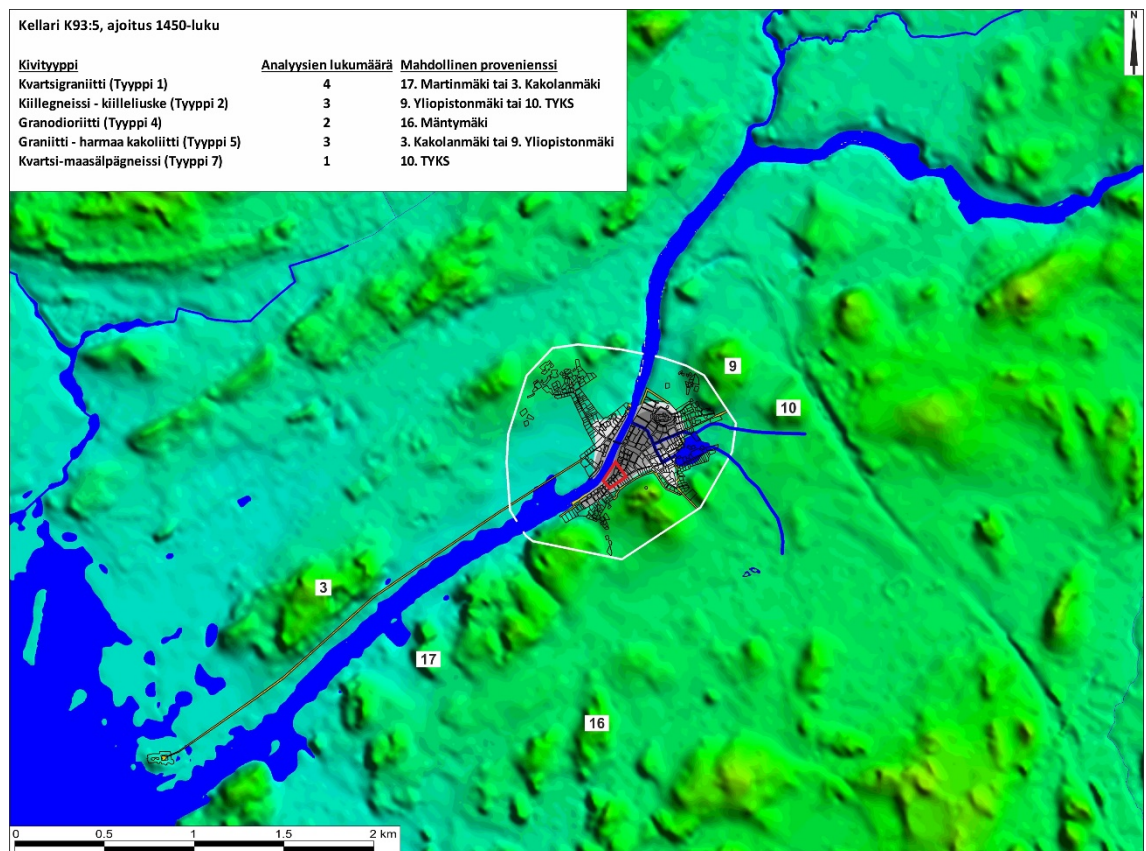 Kellari K93:5, ajoitus 1450-luku
Kivityyppi Analyysien lukumäärä Mahdollinen provenienssi
Kvartsigraniitti (Tyyppi 1) 4 17. Martinmäki tai 3. Kakolanmäki
Kiillegneissi - kiilleliuske (Tyyppi 2) 3 9. Yliopistonmäki tai 10. TYKS
Granodioriitti (Tyyppi 4) 2 16. Mäntymäki
Graniitti - harmaa kakoliitti (Tyyppi 5) 3 3. Kakolanmäki tai 9. Yliopistonmäki
Kvartsi-maasälpägneissi (Tyyppi 7) 1 10. TYKS
N
9
10
3
17
16
0 0.5 1 1.5 2 km